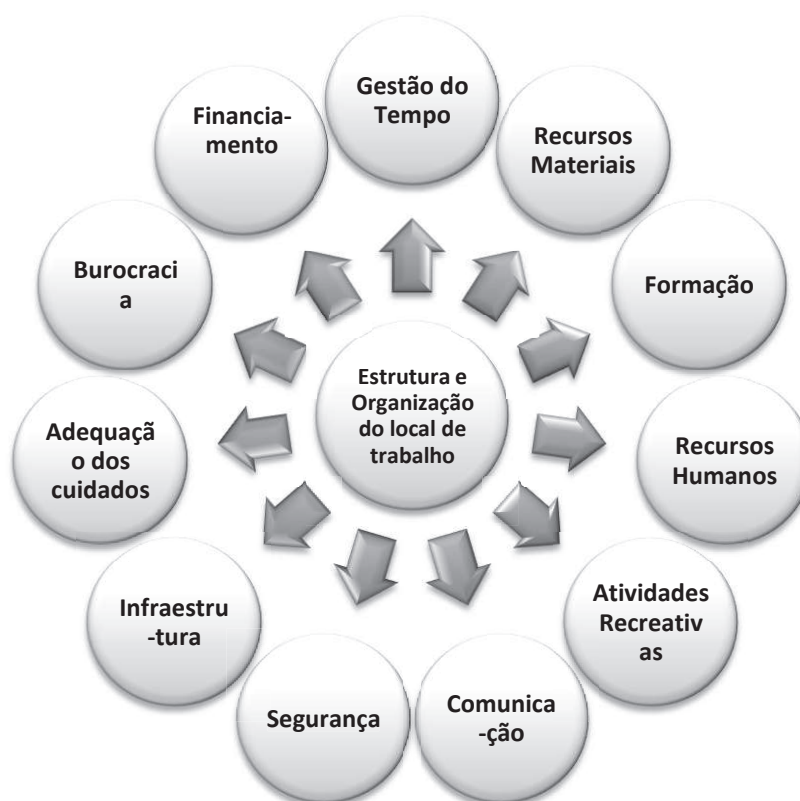 Gestão do
Tempo
Recursos
Materiais
Formação
Recursos
Humanos
Atividades
Recreativ
as
Comunica
-ção
Segurança
Infraestru
-tura
Adequaçã
o dos
cuidados
Burocraci
a
Financia-
mento
Estrutura e
Organização
do local de
trabalho